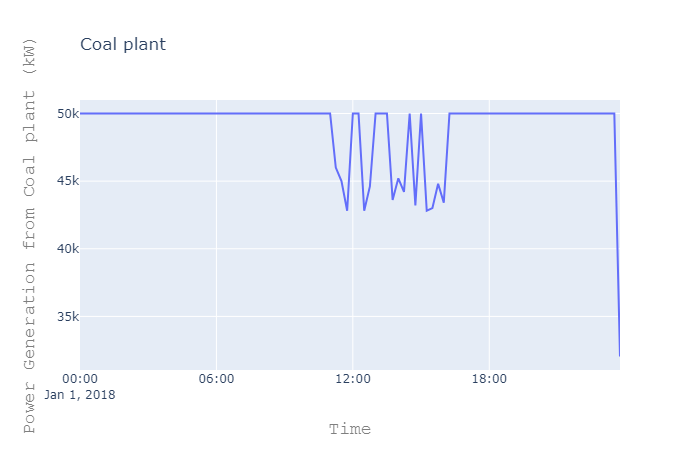 Coal plant
Power Generation from Coal plant (kW)
50k
45k
40k
35k
00:00
Jan 1, 2018
06:00
12:00
18:00
Time